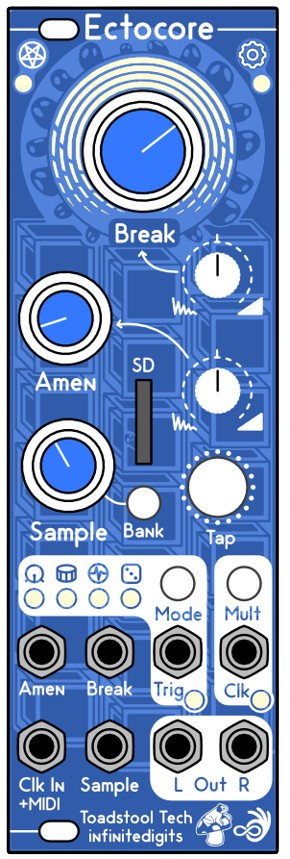 Ectocore
Break
Amen
SD
Sample
Bank
Tap
Mode
Mult
Amen
Break
Trig
Clk
Clk In
+MIDI
Sample
L Out R
Toadstool Tech
infinitedigits